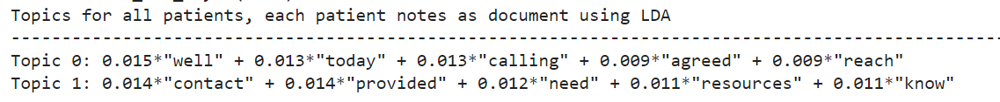 Topics for all patients, each patient notes as document using LDA
----------------------------------------------------------------------------------------------------
Topic 0: 0.015*"well" + 0.013*"today" + 0.013*"calling" + 0.009*"agreed" + 0.009*"reach"
Topic 1: 0.014*"contact" + 0.014*"provided" + 0.012*"need" + 0.011*"resources" + 0.011*"know"